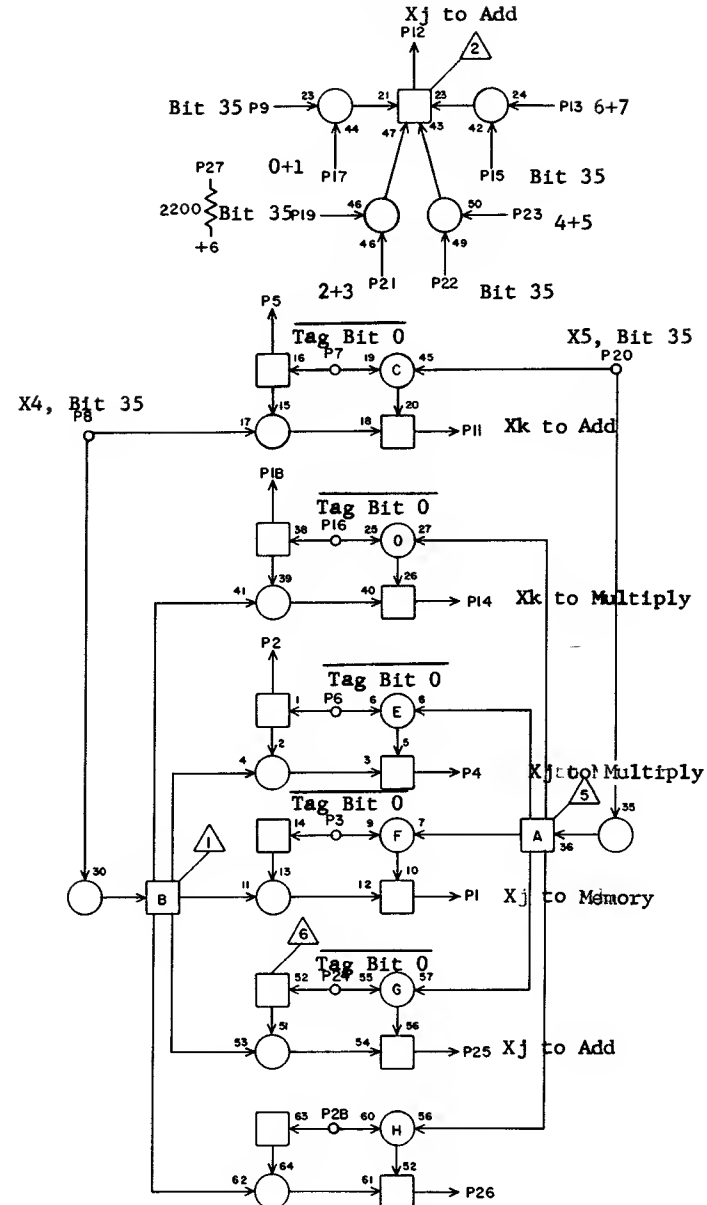 Xj to Add
P12
2
23 21 23 24
Bit 35 P9 P13 6+7
44 47 43 42
P27 0+1 P17 P15 Bit 35
2200 Bit 35 P19 46 50 P23 4+5
+6 46 49
2+3 P21 P22 Bit 35
P5
Tag Bit 0 X5, Bit 35
16 P7 19 C 45 P20
X4, Bit 35
P8 15 20
17 18 P11 Xk to Add
P18
Tag Bit 0
38 P16 25 O 27
39 26
41 40 P14 Xk to Multiply
P2
Tag Bit 0
1 P6 6 E 8
2 5
4 3 P4 Xj to Multiply
Tag Bit 0 5
14 P3 9 F 7 A 36 35
1
30 13 10
B 11 12 P1 Xj to Memory
6
Tag Bit 0
52 P24 55 G 57
51 56
53 54 P25 Xj to Add
63 P28 60 H 56
64 52
62 61 P26